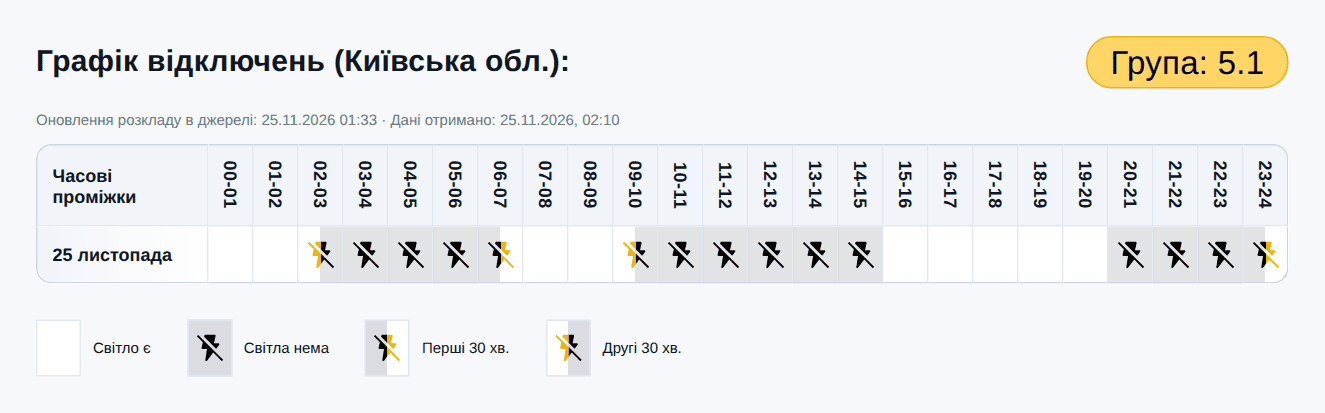 Графік відключень (Київська обл.):
Група: 5.1
Оновлення розкладу в джерелі: 25.11.2026 01:33 · Дані отримано: 25.11.2026, 02:10
Часові
проміжки
00-01
01-02
02-03
03-04
04-05
05-06
06-07
07-08
08-09
09-10
10-11
11-12
12-13
13-14
14-15
15-16
16-17
17-18
18-19
19-20
20-21
21-22
22-23
23-24
25 листопада
Світло є
Світла нема
Перші 30 хв.
Другі 30 хв.